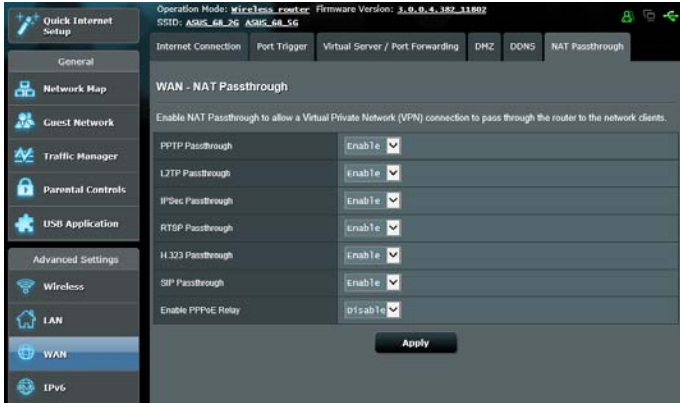 Quick Internet
Setup
Operation Mode: Wireless router Firmware Version: 3.0.0.4.382_11802
SSID: ASUS_68_2G ASUS_68_5G
Internet Connection Port Trigger Virtual Server / Port Forwarding DMZ DDNS NAT Passthrough
General
Network Map
Guest Network
Traffic Manager
Parental Controls
USB Application
Advanced Settings
Wireless
LAN
WAN
IPv6
WAN - NAT Passthrough
Enable NAT Passthrough to allow a Virtual Private Network (VPN) connection to pass through the router to the network clients.
PPTP Passthrough Enable
L2TP Passthrough Enable
IPSec Passthrough Enable
RTSP Passthrough Enable
H.323 Passthrough Enable
SIP Passthrough Enable
Enable PPPoE Relay Disable
Apply